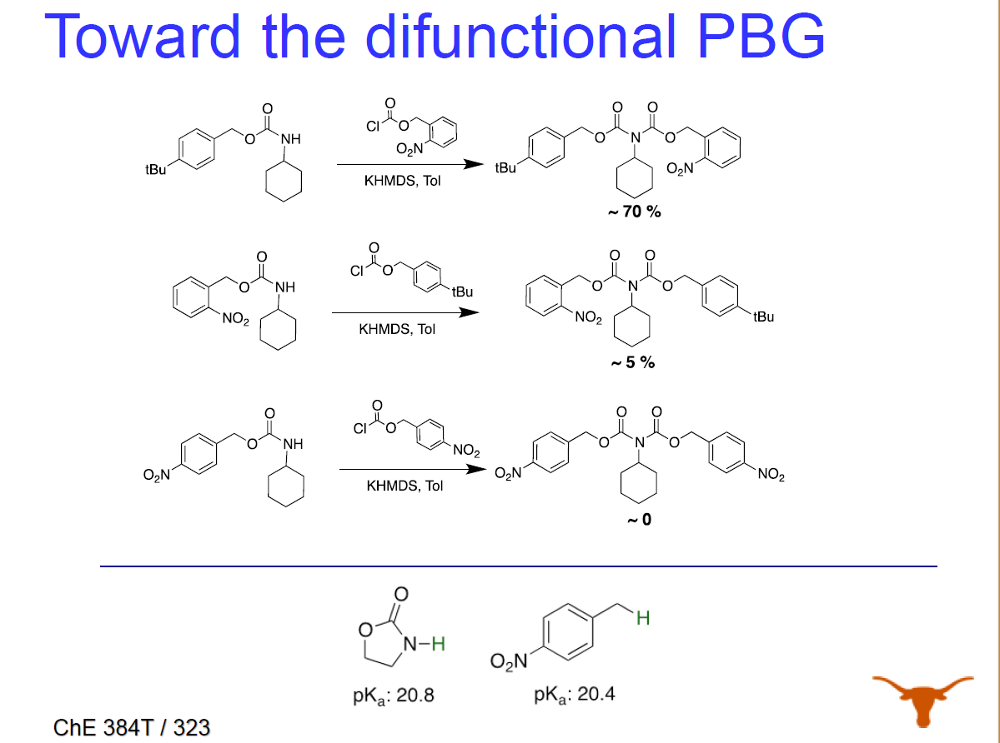 Toward the difunctional PBG
O
O
NH
tBu
O
Cl
O
O2N
KHMDS, Tol
O
O
O
N
O
tBu
O2N
~ 70 %
O
O
NH
NO2
O
Cl
O
tBu
KHMDS, Tol
O
O
O
N
O
NO2
tBu
~ 5 %
O
O
NH
O2N
O
Cl
O
NO2
KHMDS, Tol
O
O
O
N
O
O2N
NO2
~ 0
O
O
N-H
pKa: 20.8
H
O2N
pKa: 20.4
ChE 384T / 323